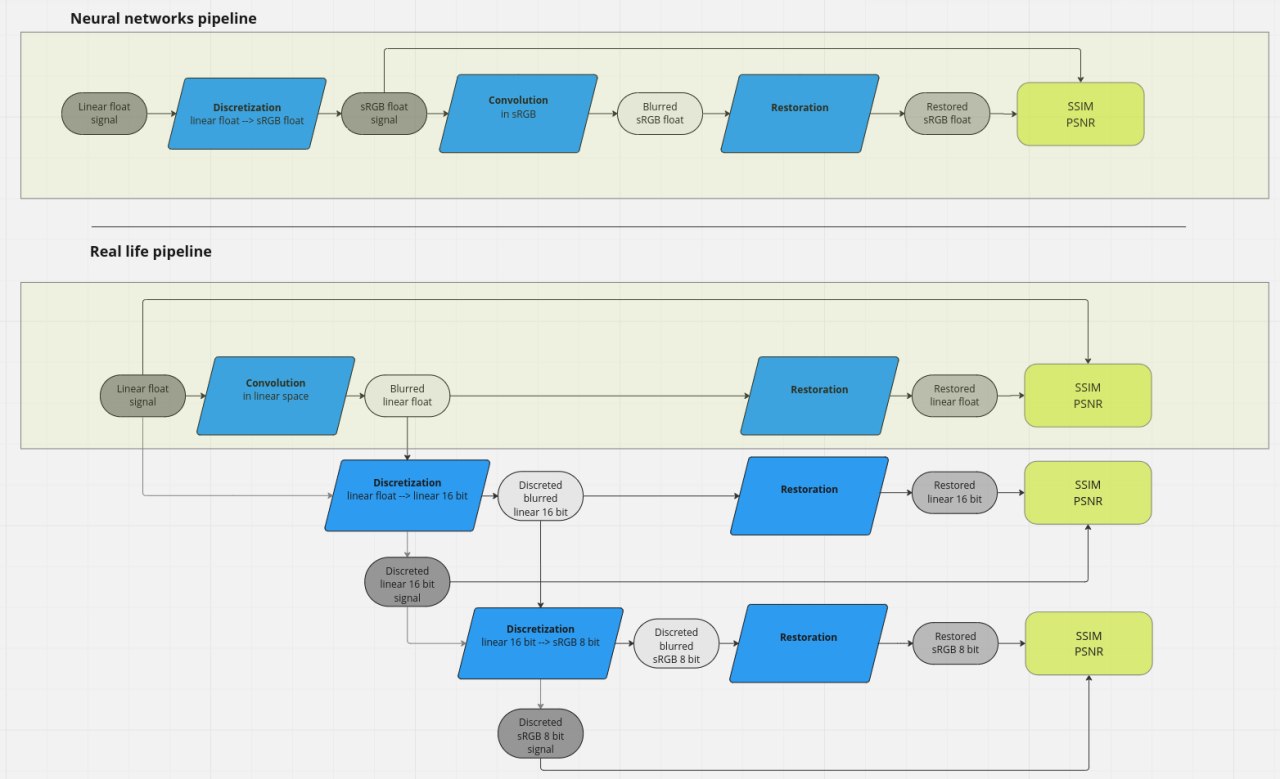 Neural networks pipeline
Linear float
signal
Discretization
linear float --> sRGB float
sRGB float
signal
Convolution
in sRGB
Blurred
sRGB float
Restoration
Restored
sRGB float
SSIM
PSNR
Real life pipeline
Linear float
signal
Convolution
in linear space
Blurred
linear float
Restoration
Restored
linear float
SSIM
PSNR
Discretization
linear float --> linear 16 bit
Discreted
blurred
linear 16 bit
Restoration
Restored
linear 16 bit
SSIM
PSNR
Discreted
linear 16 bit
signal
Discretization
linear 16 bit --> sRGB 8 bit
Discreted
blurred
sRGB 8 bit
Restoration
Restored
sRGB 8 bit
SSIM
PSNR
Discreted
sRGB 8 bit
signal